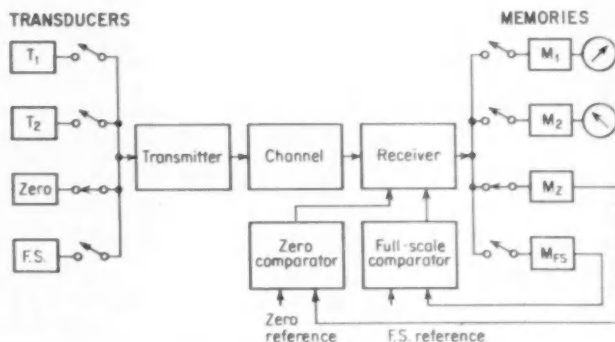 TRANSDUCERS
MEMORIES
T1
T2
Zero
F.S.
Transmitter
Channel
Receiver
M1
M2
MZ
MFS
Zero
comparator
Full-scale
comparator
Zero
reference
F.S. reference